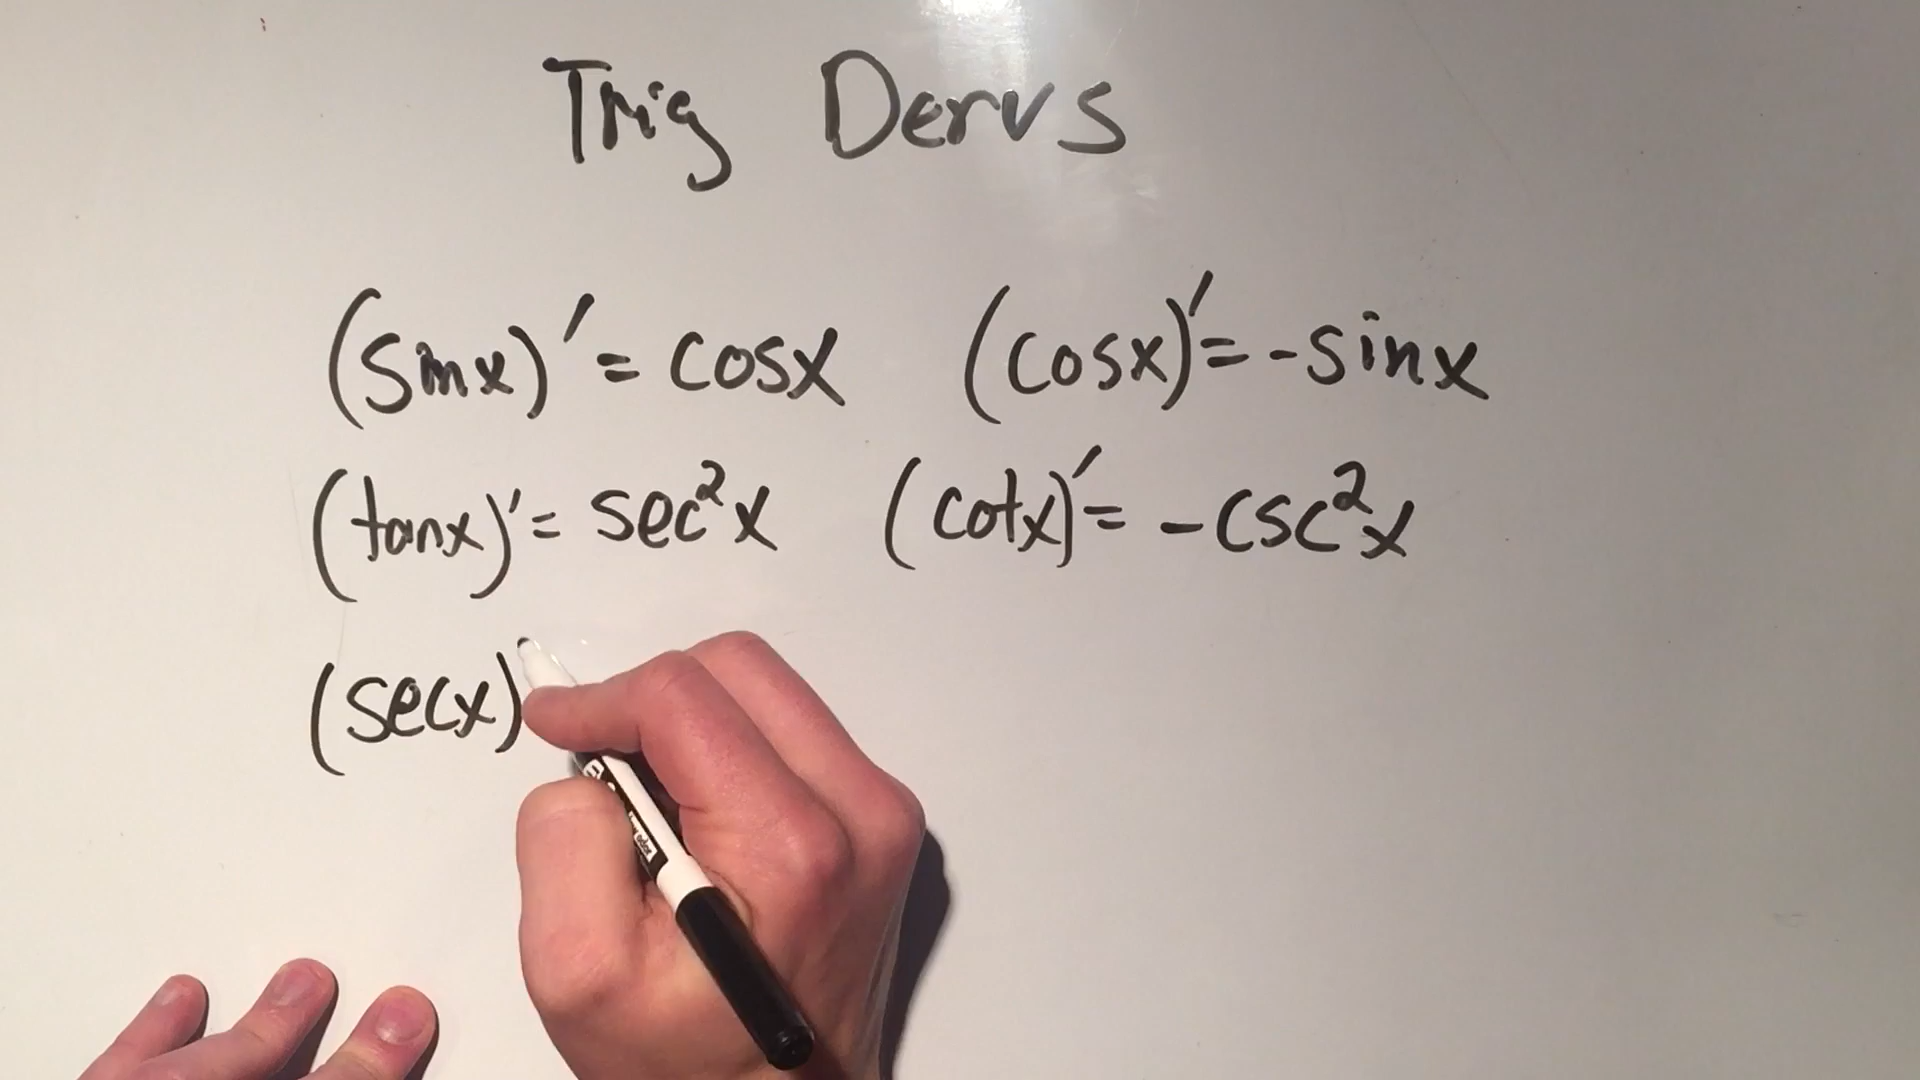 Trig Dervs
(sinx)′ = cosx (cosx)′ = -sinx
(tanx)′ = sec²x (cotx)′ = -csc²x
(secx)